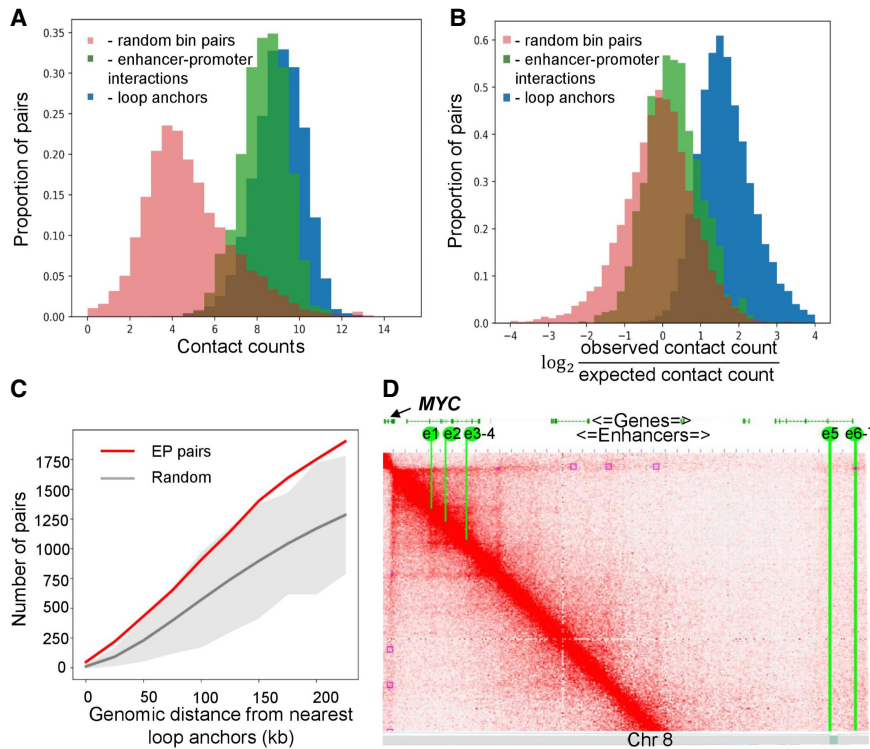 A
0.35
0.30
0.25
0.20
0.15
0.10
0.05
0.00
Proportion of pairs
- random bin pairs
- enhancer-promoter
interactions
- loop anchors
0 2 4 6 8 10 12 14
Contact counts
B
0.6
0.5
0.4
0.3
0.2
0.1
0.0
Proportion of pairs
- random bin pairs
- enhancer-promoter
interactions
- loop anchors
−4 −3 −2 −1 0 1 2 3 4
log2 observed contact count
expected contact count
C
1750
1500
1250
1000
750
500
250
0
Number of pairs
EP pairs
Random
0 50 100 150 200
Genomic distance from nearest
loop anchors (kb)
D
MYC
<=Genes=>
<=Enhancers=>
e1 e2 e3-4 e5 e6-7
Chr 8